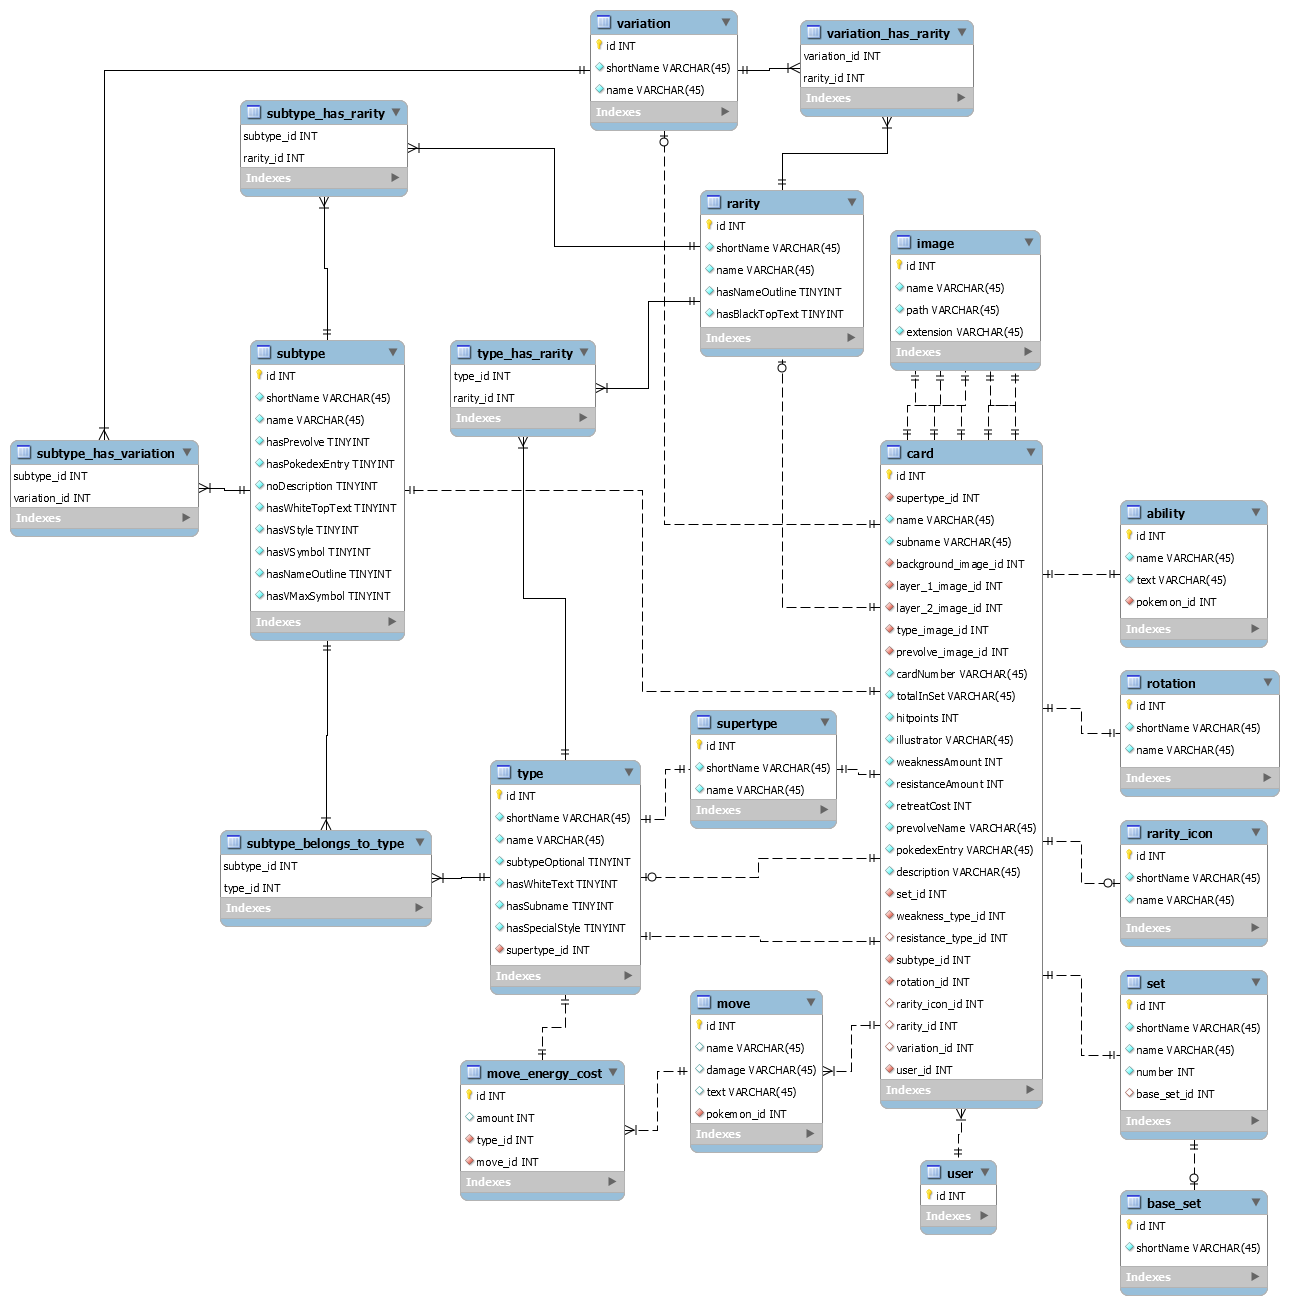 variation
id INT
shortName VARCHAR(45)
name VARCHAR(45)
Indexes
variation_has_rarity
variation_id INT
rarity_id INT
Indexes
subtype_has_rarity
subtype_id INT
rarity_id INT
Indexes
rarity
id INT
shortName VARCHAR(45)
name VARCHAR(45)
hasNameOutline TINYINT
hasBlackTopText TINYINT
Indexes
image
id INT
name VARCHAR(45)
path VARCHAR(45)
extension VARCHAR(45)
Indexes
subtype
id INT
shortName VARCHAR(45)
name VARCHAR(45)
hasPrevolve TINYINT
hasPokedexEntry TINYINT
noDescription TINYINT
hasWhiteTopText TINYINT
hasVStyle TINYINT
hasVSymbol TINYINT
hasNameOutline TINYINT
hasVMaxSymbol TINYINT
Indexes
type_has_rarity
type_id INT
rarity_id INT
Indexes
subtype_has_variation
subtype_id INT
variation_id INT
Indexes
card
id INT
supertype_id INT
name VARCHAR(45)
subname VARCHAR(45)
background_image_id INT
layer_1_image_id INT
layer_2_image_id INT
type_image_id INT
prevolve_image_id INT
cardNumber VARCHAR(45)
totalInSet VARCHAR(45)
hitpoints INT
illustrator VARCHAR(45)
weaknessAmount INT
resistanceAmount INT
retreatCost INT
prevolveName VARCHAR(45)
pokedexEntry VARCHAR(45)
description VARCHAR(45)
set_id INT
weakness_type_id INT
resistance_type_id INT
subtype_id INT
rotation_id INT
rarity_icon_id INT
rarity_id INT
variation_id INT
user_id INT
Indexes
ability
id INT
name VARCHAR(45)
text VARCHAR(45)
pokemon_id INT
Indexes
rotation
id INT
shortName VARCHAR(45)
name VARCHAR(45)
Indexes
supertype
id INT
shortName VARCHAR(45)
name VARCHAR(45)
Indexes
type
id INT
shortName VARCHAR(45)
name VARCHAR(45)
subtypeOptional TINYINT
hasWhiteText TINYINT
hasSubname TINYINT
hasSpecialStyle TINYINT
supertype_id INT
Indexes
subtype_belongs_to_type
subtype_id INT
type_id INT
Indexes
rarity_icon
id INT
shortName VARCHAR(45)
name VARCHAR(45)
Indexes
set
id INT
shortName VARCHAR(45)
name VARCHAR(45)
number INT
base_set_id INT
Indexes
move
id INT
name VARCHAR(45)
damage VARCHAR(45)
text VARCHAR(45)
pokemon_id INT
Indexes
move_energy_cost
id INT
amount INT
type_id INT
move_id INT
Indexes
user
id INT
Indexes
base_set
id INT
shortName VARCHAR(45)
Indexes